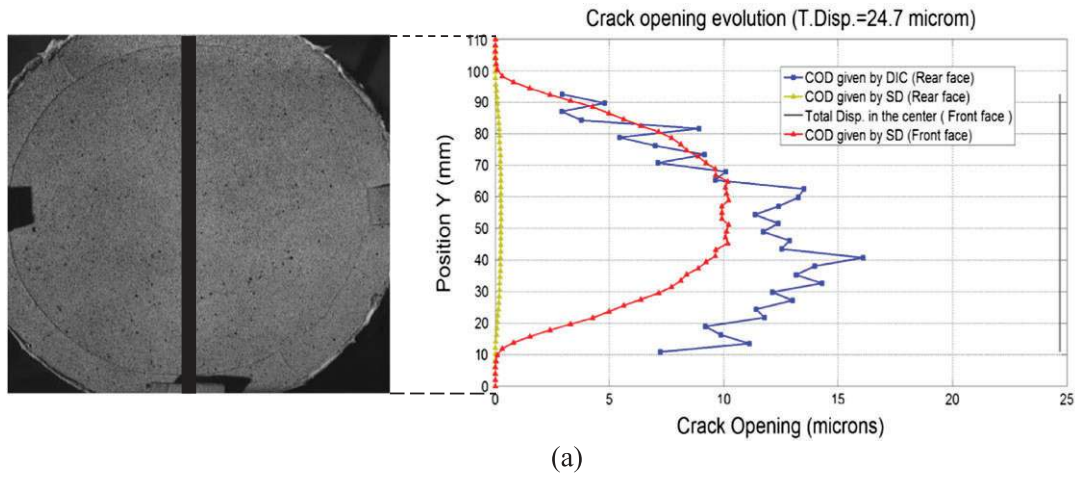 Crack opening evolution (T.Disp.=24.7 microm)
110
100
90
80
70
60
50
40
30
20
10
0
Position Y (mm)
COD given by DIC (Rear face)
COD given by SD (Rear face)
Total Disp. in the center ( Front face )
COD given by SD (Front face)
0 5 10 15 20 25
Crack Opening (microns)
(a)